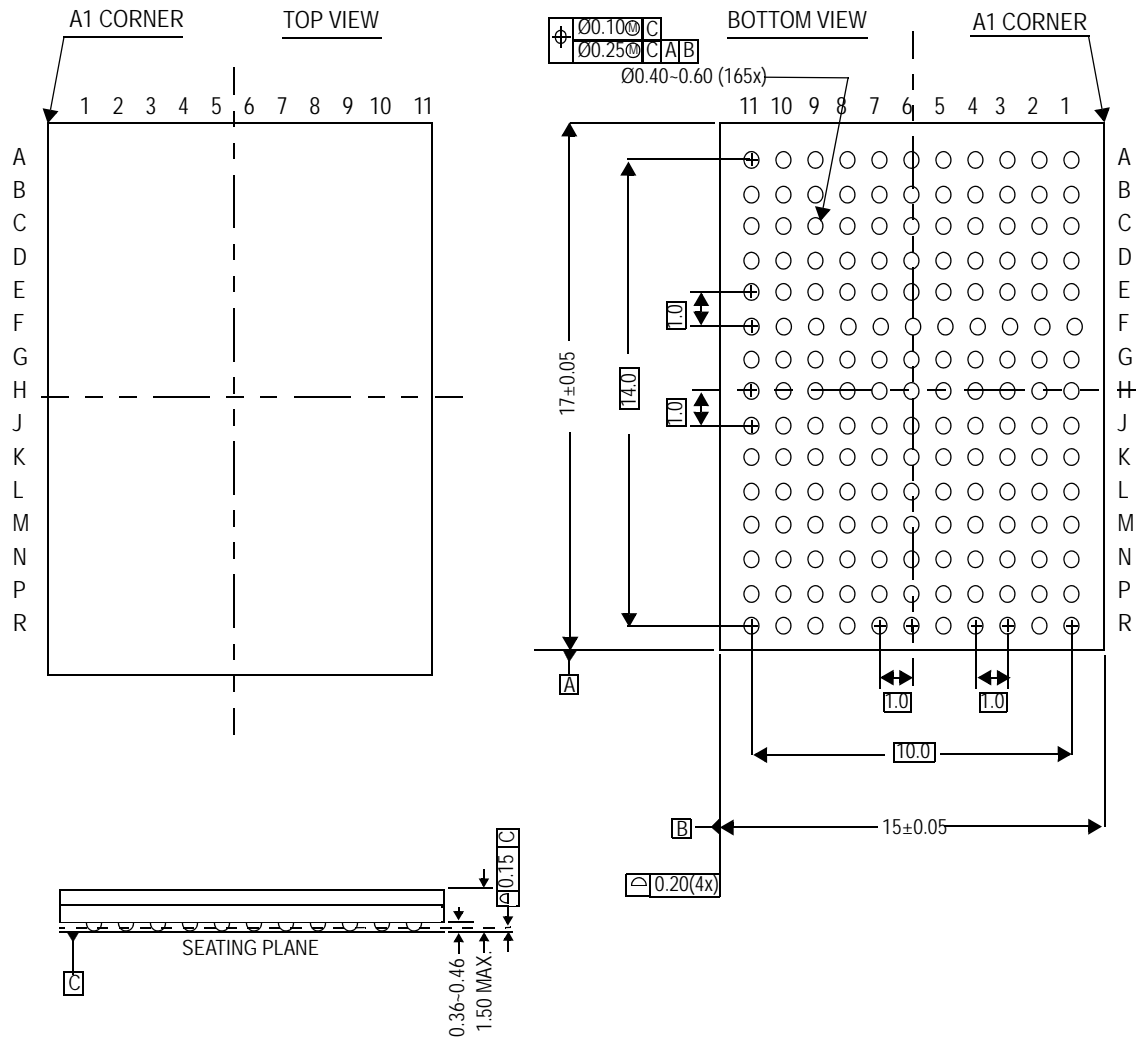 A1 CORNER
TOP VIEW
1 2 3 4 5 6 7 8 9 10 11
A
B
C
D
E
F
G
H
J
K
L
M
N
P
R
Ø0.10Ⓜ C
Ø0.25Ⓜ C A B
Ø0.40~0.60 (165x)
BOTTOM VIEW
A1 CORNER
11 10 9 8 7 6 5 4 3 2 1
A
B
C
D
E
F
G
H
J
K
L
M
N
P
R
1.0
1.0
14.0
17±0.05
A
1.0
1.0
10.0
B
15±0.05
0.20(4x)
0.15 C
SEATING PLANE
C
0.36~0.46
1.50 MAX.